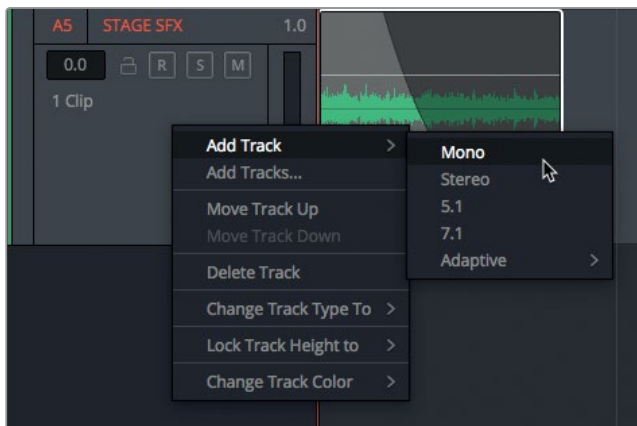 A5 STAGE SFX 1.0
0.0 R S M
1 Clip
Add Track >
Add Tracks...
Move Track Up
Move Track Down
Delete Track
Change Track Type To >
Lock Track Height to >
Change Track Color >
Mono
Stereo
5.1
7.1
Adaptive >